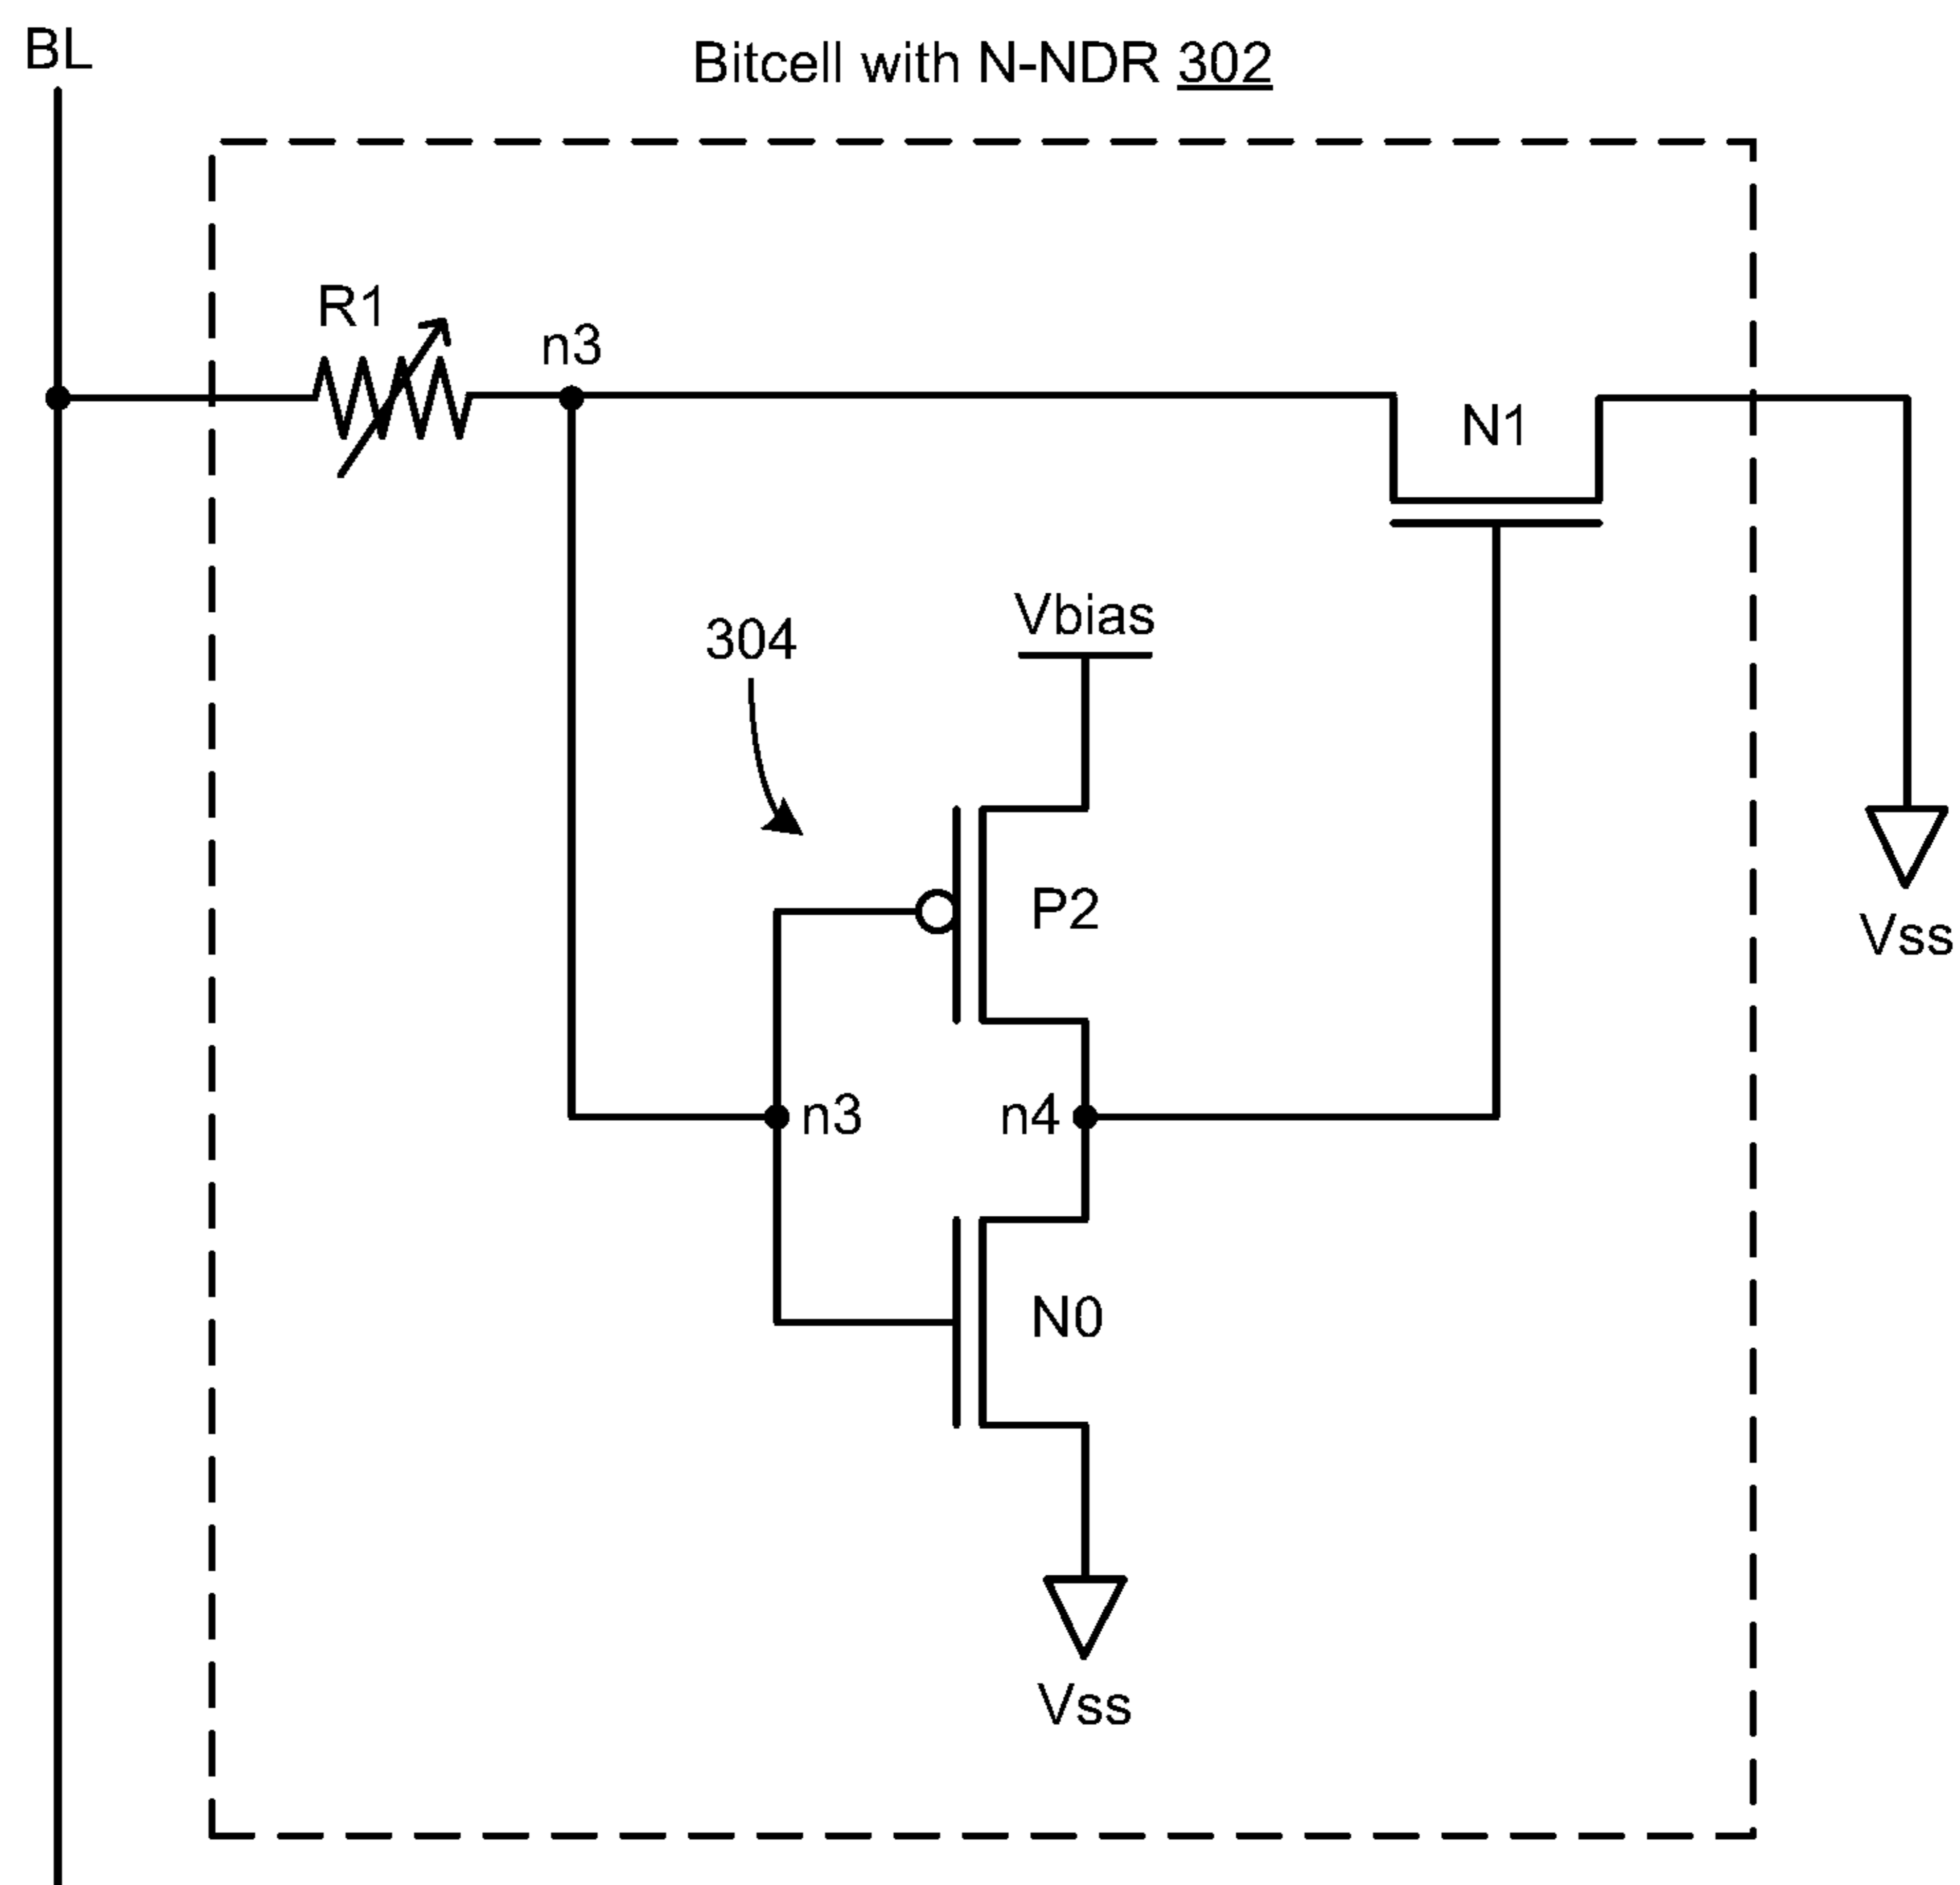 BL
Bitcell with N-NDR 302
R1
n3
N1
Vbias
304
P2
Vss
n3
n4
N0
Vss